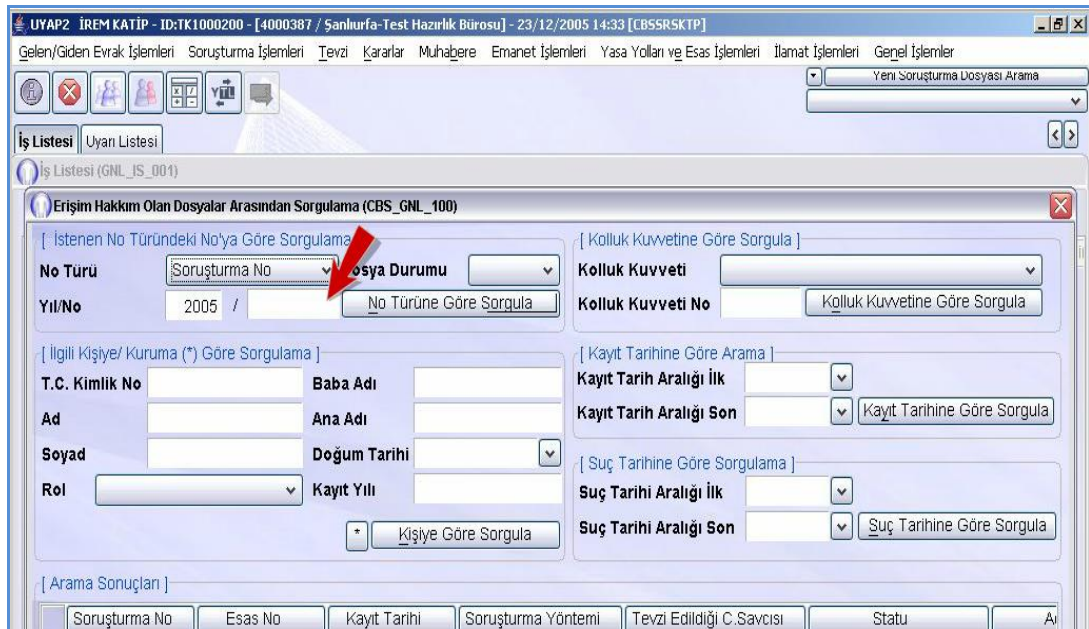 UYAP2 İREM KATİP - ID:TK1000200 - [4000387 / Şanlıurfa-Test Hazırlık Bürosu] - 23/12/2005 14:33 [CBSSRSKTP]
Gelen/Giden Evrak İşlemleri Soruşturma İşlemleri Tevzi Kararlar Muhabere Emanet İşlemleri Yasa Yolları ve Esas İşlemleri İlamat İşlemleri Genel İşlemler
Yeni Soruşturma Dosyası Arama
İş Listesi Uyarı Listesi
İş Listesi (GNL_IS_001)
Erişim Hakkım Olan Dosyalar Arasından Sorgulama (CBS_GNL_100)
[ İstenen No Türündeki No'ya Göre Sorgulama
No Türü Soruşturma No osya Durumu
Yıl/No 2005 / No Türüne Göre Sorgula
[ Kolluk Kuvvetine Göre Sorgula ]
Kolluk Kuvveti
Kolluk Kuvveti No Kolluk Kuvvetine Göre Sorgula
[ İlgili Kişiye/ Kuruma (*) Göre Sorgulama ]
T.C. Kimlik No Baba Adı
Ad Ana Adı
Soyad Doğum Tarihi
Rol Kayıt Yılı
* Kişiye Göre Sorgula
[ Kayıt Tarihine Göre Arama ]
Kayıt Tarih Aralığı İlk
Kayıt Tarih Aralığı Son Kayıt Tarihine Göre Sorgula
[ Suç Tarihine Göre Sorgulama ]
Suç Tarihi Aralığı İlk
Suç Tarihi Aralığı Son Suç Tarihine Göre Sorgula
[ Arama Sonuçları ]
Soruşturma No Esas No Kayıt Tarihi Soruşturma Yöntemi Tevzi Edildiği C.Savcısı Statu